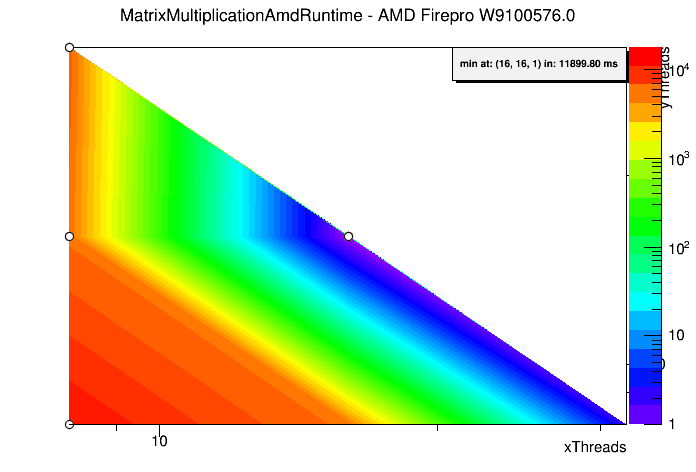 MatrixMultiplicationAmdRuntime - AMD Firepro W9100576.0
min at: (16, 16, 1) in: 11899.80 ms
yThreads
10⁴
10³
10²
10
1
10
xThreads